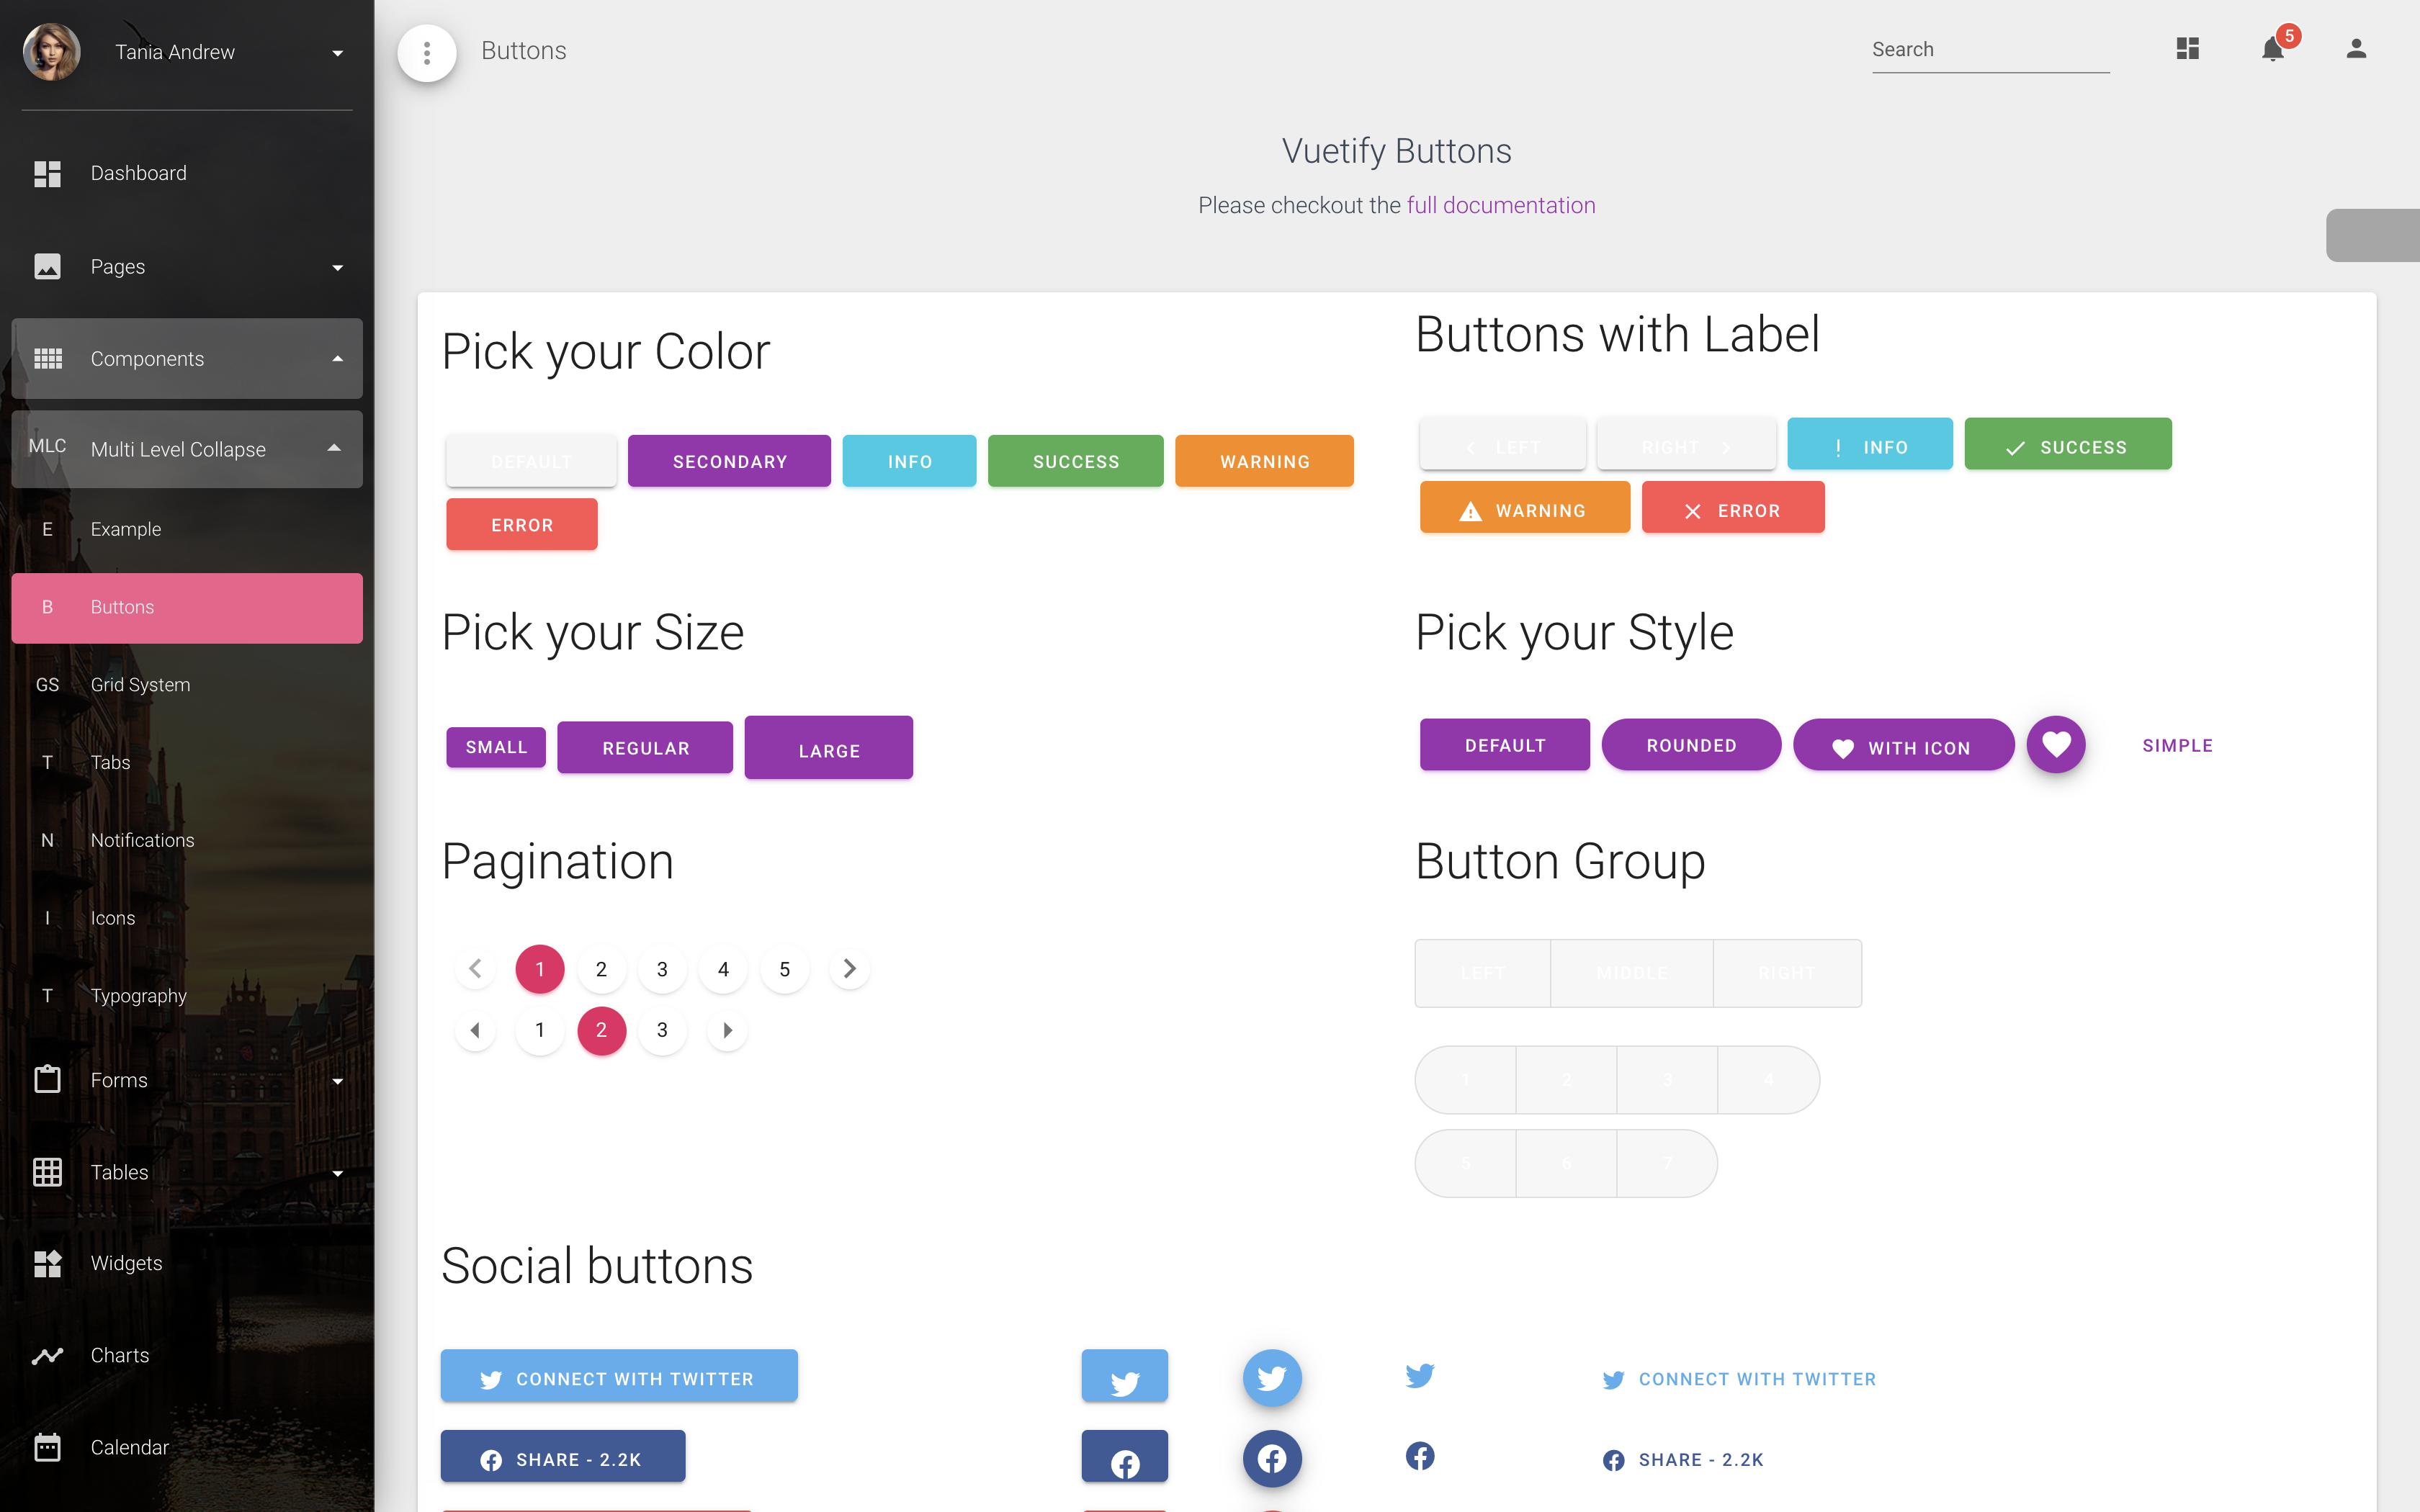 Tania Andrew
Dashboard
Pages
Components
MLC Multi Level Collapse
E Example
B Buttons
GS Grid System
T Tabs
N Notifications
I Icons
T Typography
Forms
Tables
Widgets
Charts
Calendar
Buttons
Search
5
Vuetify Buttons
Please checkout the full documentation
Pick your Color
DEFAULT SECONDARY INFO SUCCESS WARNING
ERROR
Buttons with Label
LEFT RIGHT INFO SUCCESS
WARNING ERROR
Pick your Size
SMALL REGULAR LARGE
Pick your Style
DEFAULT ROUNDED WITH ICON SIMPLE
Pagination
1 2 3 4 5
1 2 3
Button Group
LEFT MIDDLE RIGHT
1 2 3 4
5 6 7
Social buttons
CONNECT WITH TWITTER CONNECT WITH TWITTER
SHARE - 2.2K SHARE - 2.2K